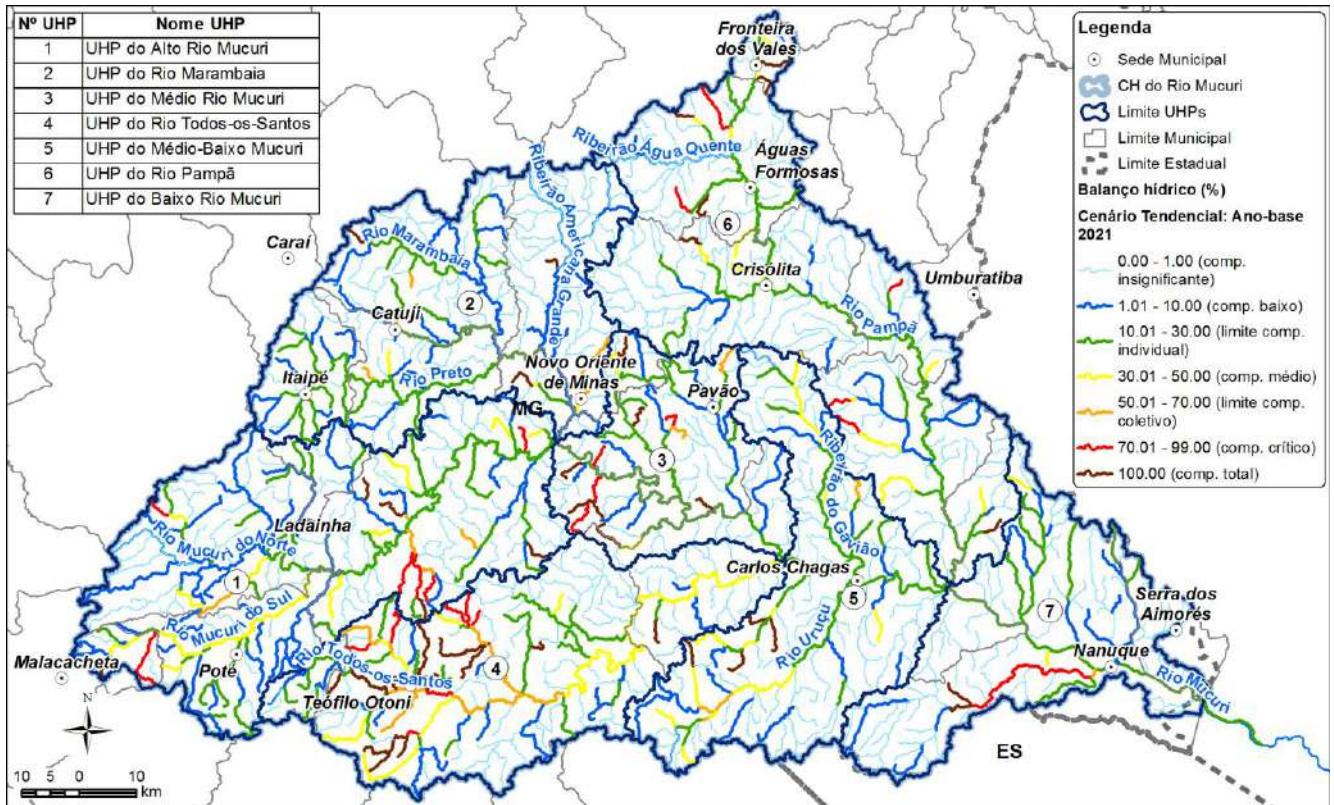 Nº UHP Nome UHP
1 UHP do Alto Rio Mucuri
2 UHP do Rio Marambaia
3 UHP do Médio Rio Mucuri
4 UHP do Rio Todos-os-Santos
5 UHP do Médio-Baixo Mucuri
6 UHP do Rio Pampã
7 UHP do Baixo Rio Mucuri
Legenda
Sede Municipal
CH do Rio Mucuri
Limite UHPs
Limite Municipal
Limite Estadual
Balanço hídrico (%)
Cenário Tendencial: Ano-base
2021
0.00 - 1.00 (comp.
insignificante)
1.01 - 10.00 (comp. baixo)
10.01 - 30.00 (limite comp.
individual)
30.01 - 50.00 (comp. médio)
50.01 - 70.00 (limite comp.
coletivo)
70.01 - 99.00 (comp. crítico)
100.00 (comp. total)
Fronteira
dos Vales
Ribeirão Água Quente
Águas
Formosas
Ribeirão Americana Grande
6
Caraí
Rio Marambaia
Crisólita
Umburatiba
2
Catuji
Rio Pampã
Novo Oriente
de Minas
Itaipé
Rio Preto
Pavão
MG
3
Ribeirão do Gavião
Ladainha
Rio Mucuri do Norte
1
Carlos Chagas
5
Rio Mucuri do Sul
7
Serra dos
Aimorés
Rio Uruçu
Malacacheta
Poté
Rio Todos-os-Santos
4
Nanuque
Teófilo Otoni
Rio Mucuri
N
ES
10 5 0 10
km